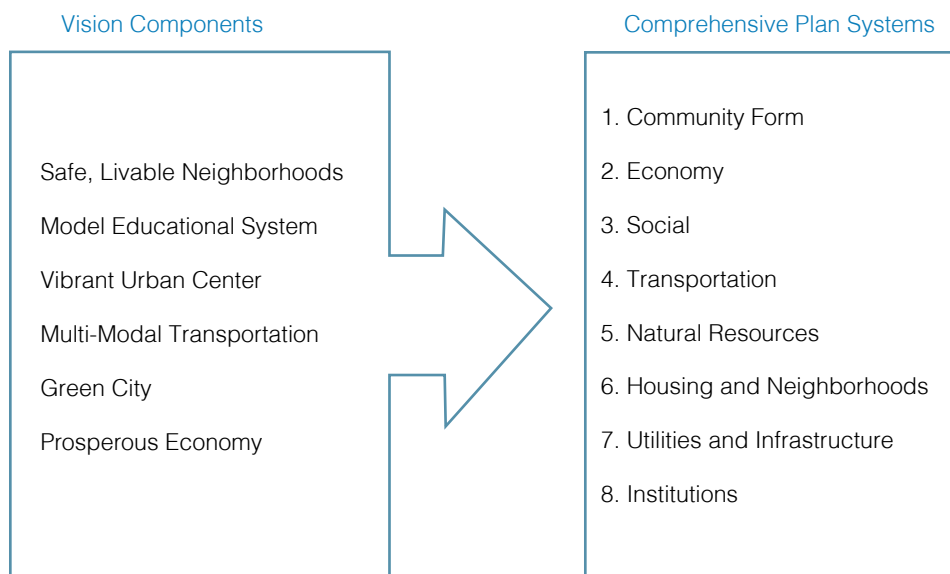 Vision Components
Safe, Livable Neighborhoods
Model Educational System
Vibrant Urban Center
Multi-Modal Transportation
Green City
Prosperous Economy
Comprehensive Plan Systems
1. Community Form
2. Economy
3. Social
4. Transportation
5. Natural Resources
6. Housing and Neighborhoods
7. Utilities and Infrastructure
8. Institutions